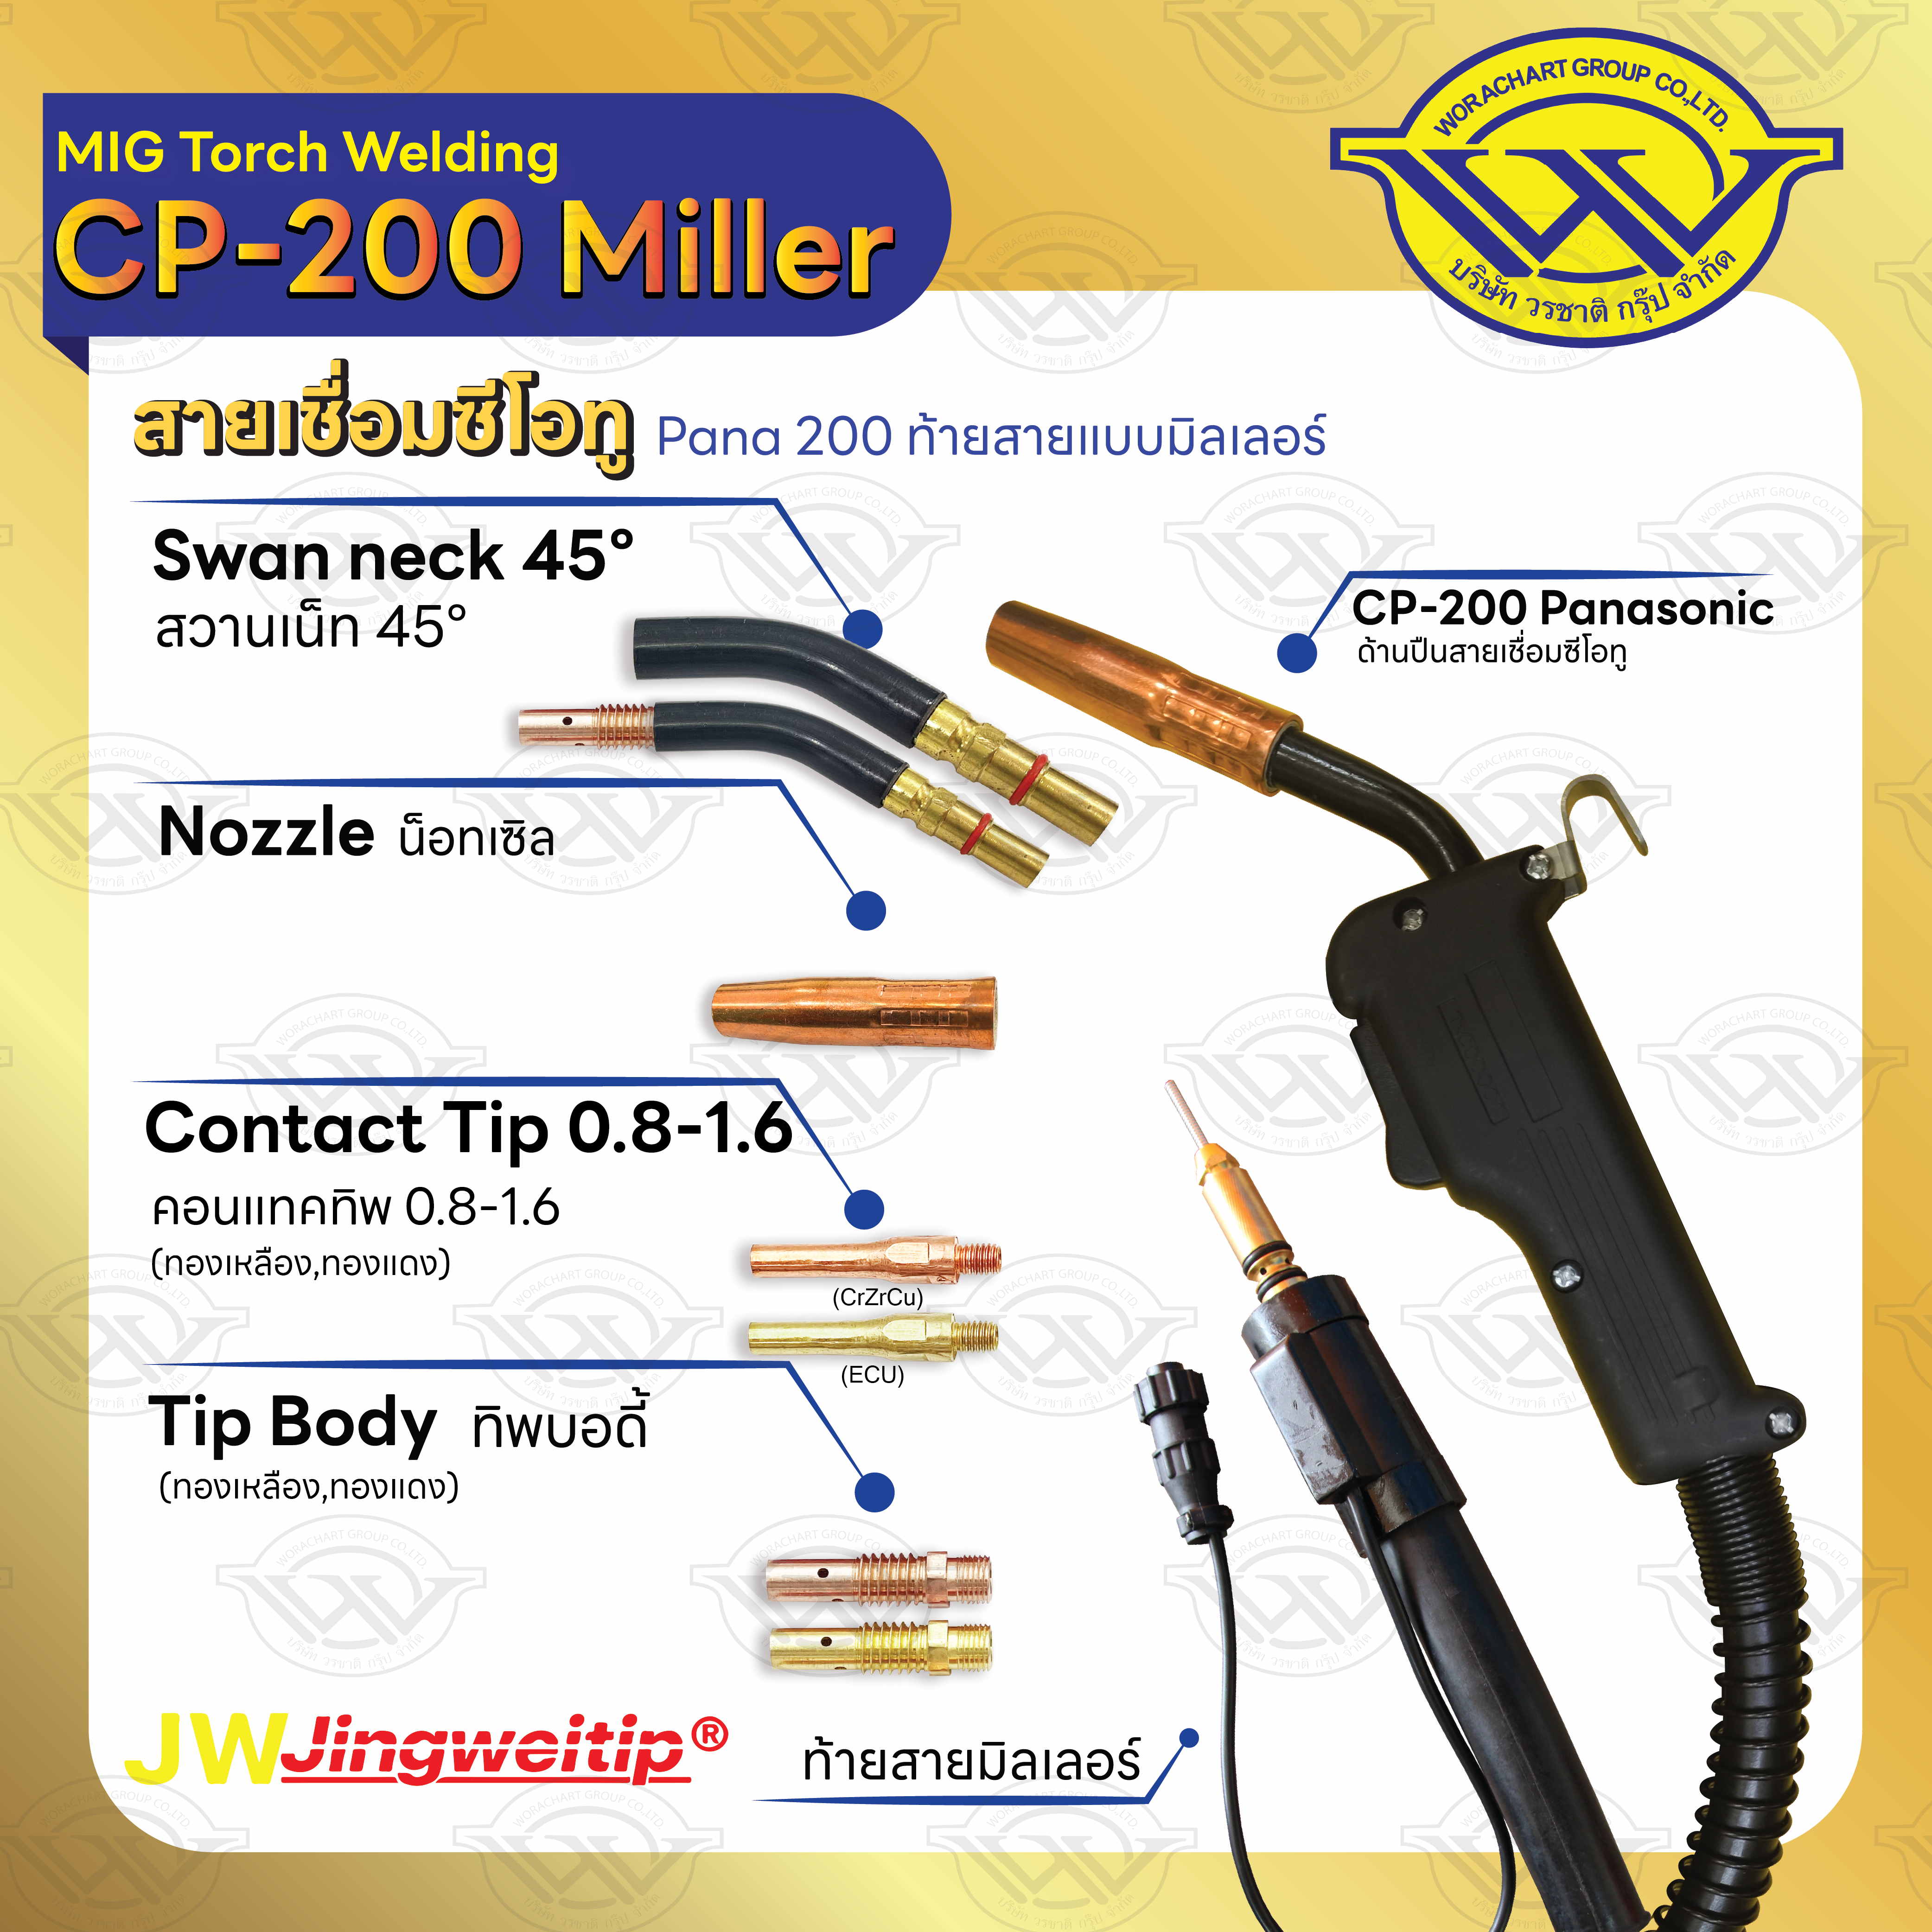 MIG Torch Welding
CP-200 Miller
WORACHART GROUP CO.,LTD.
บริษัท วรชาติ กรุ๊ป จำกัด
สายเชื่อมซีโอทู Pana 200 ท้ายสายแบบมิลเลอร์
Swan neck 45°
สวานเน็ท 45°
CP-200 Panasonic
ด้านปืนสายเชื่อมซีโอทู
Nozzle น็อทเซิล
Contact Tip 0.8-1.6
คอนแทคทิพ 0.8-1.6
(ทองเหลือง,ทองแดง)
(CrZrCu)
(ECU)
Tip Body ทิพบอดี้
(ทองเหลือง,ทองแดง)
JWJingweitip®
ท้ายสายมิลเลอร์